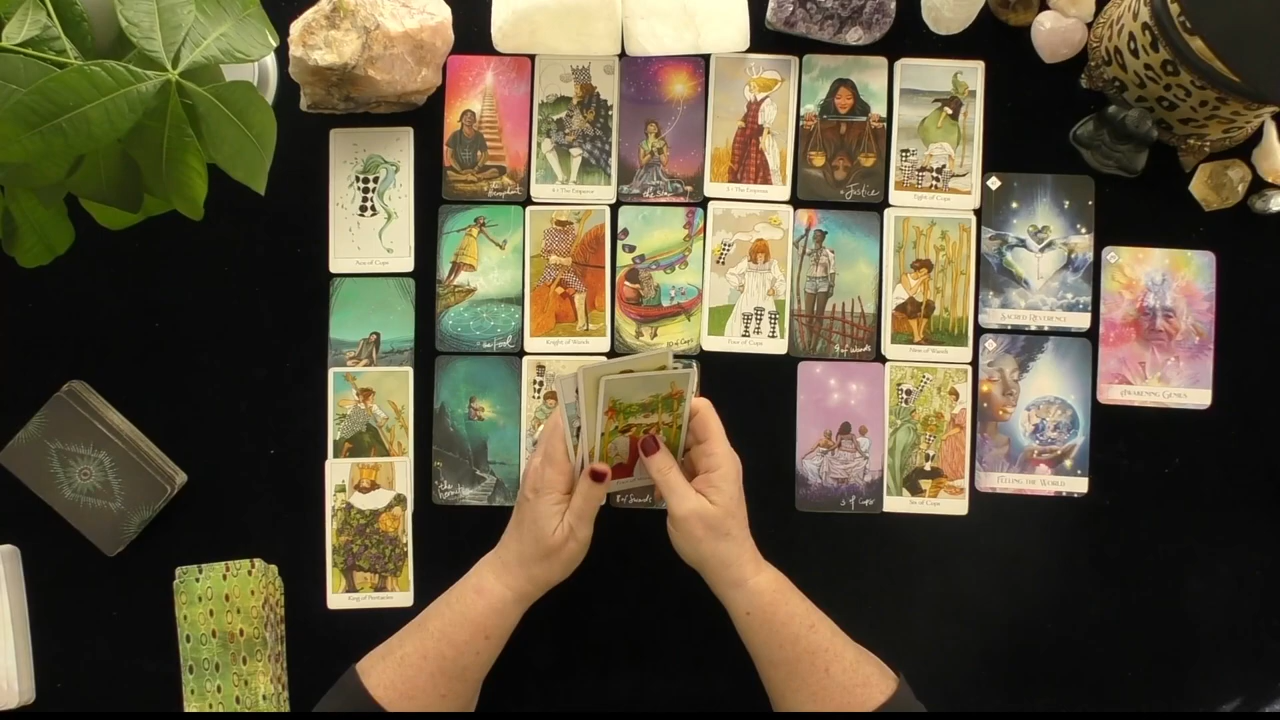 4 - The Emperor
3 - The Empress
Justice
Eight of Cups
Ace of Cups
the Fool
Knight of Wands
10 of Cups
Four of Cups
9 of Wands
Nine of Wands
SACRED REVERENCE
AWAKENING GENIUS
the hermit
8 of Swords
3 of Cups
Six of Cups
FEELING THE WORLD
King of Pentacles